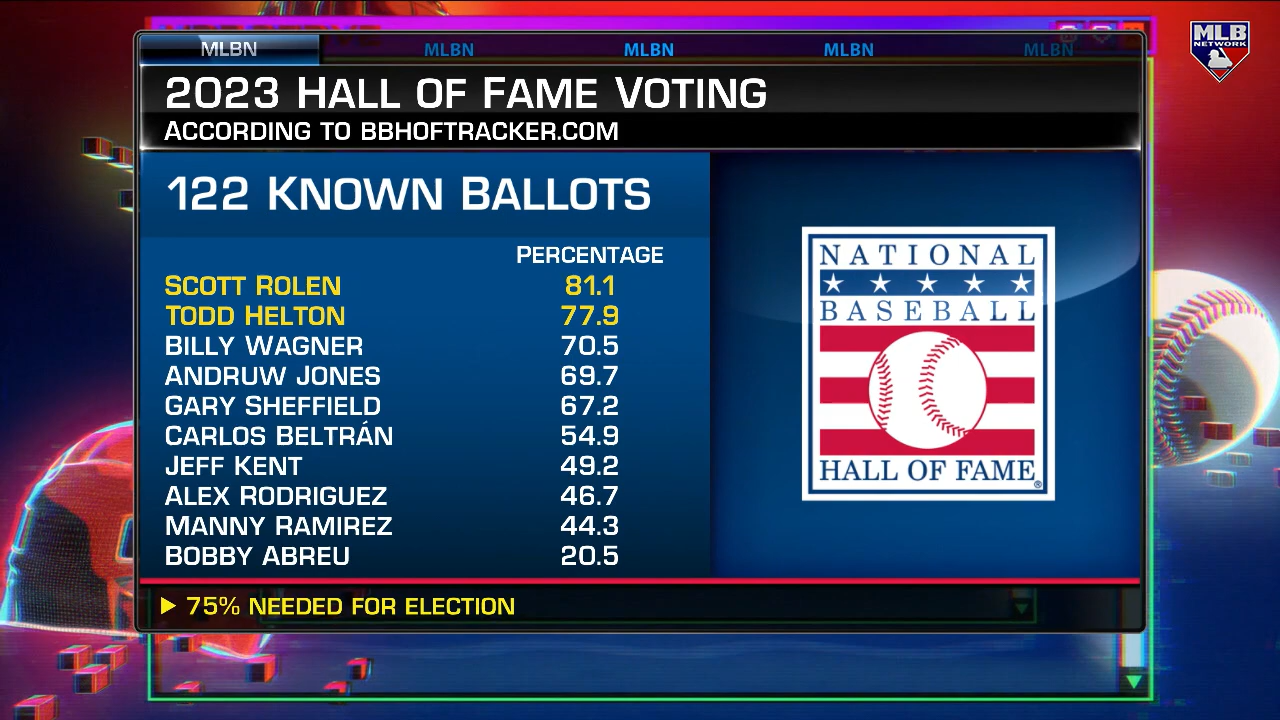 MLBN MLBN MLBN MLBN MLBN
MLB
NETWORK
2023 HALL OF FAME VOTING
ACCORDING TO BBHOFTRACKER.COM
122 KNOWN BALLOTS
PERCENTAGE
SCOTT ROLEN 81.1
TODD HELTON 77.9
BILLY WAGNER 70.5
ANDRUW JONES 69.7
GARY SHEFFIELD 67.2
CARLOS BELTRÁN 54.9
JEFF KENT 49.2
ALEX RODRIGUEZ 46.7
MANNY RAMIREZ 44.3
BOBBY ABREU 20.5
NATIONAL
BASEBALL
HALL OF FAME®
75% NEEDED FOR ELECTION